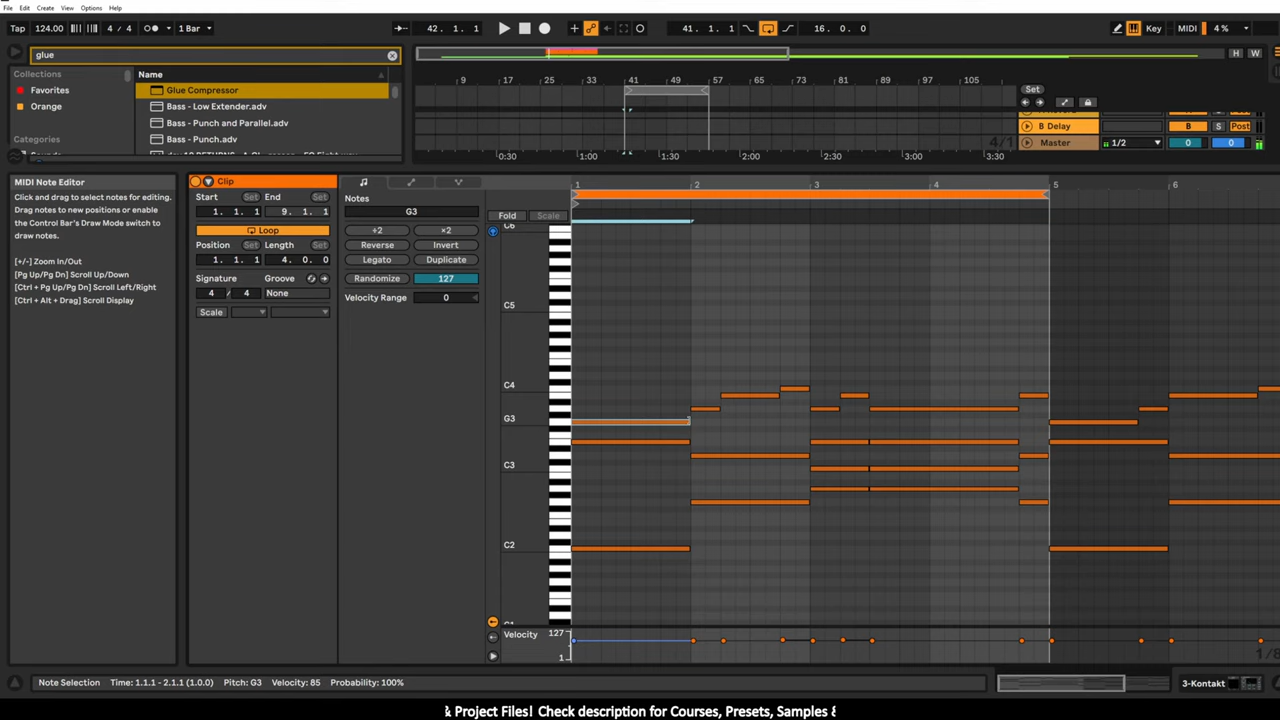 File Edit Create View Options Help
Tap 124.00 4 / 4 1 Bar 42. 1. 1 41. 1. 1 16. 0. 0 Key MIDI 4 %
glue
H W
Collections Name
Favorites Glue Compressor
Orange Bass - Low Extender.adv
Bass - Punch and Parallel.adv
Categories Bass - Punch.adv
9 17 25 33 41 49 57 65 73 81 89 97 105
Set
B Delay B S Post
4/1 Master 1/2 0 0
0:30 1:00 1:30 2:00 2:30 3:00 3:30
MIDI Note Editor
Click and drag to select notes for editing.
Drag notes to new positions or enable
the Control Bar's Draw Mode switch to
draw notes.
[+/-] Zoom In/Out
[Pg Up/Pg Dn] Scroll Up/Down
[Ctrl + Pg Up/Pg Dn] Scroll Left/Right
[Ctrl + Alt + Drag] Scroll Display
Clip
Start Set End Set
1. 1. 1 9. 1. 1
Loop
Position Set Length Set
1. 1. 1 4. 0. 0
Signature Groove
4 / 4 None
Scale
Notes
G3
÷2 ×2
Reverse Invert
Legato Duplicate
Randomize 127
Velocity Range 0
1 2 3 4 5 6
Fold Scale
C6
C5
C4
G3
C3
C2
Velocity 127
1
Note Selection Time: 1.1.1 - 2.1.1 (1.0.0) Pitch: G3 Velocity: 85 Probability: 100%
3-Kontakt
& Project Files! Check description for Courses, Presets, Samples &